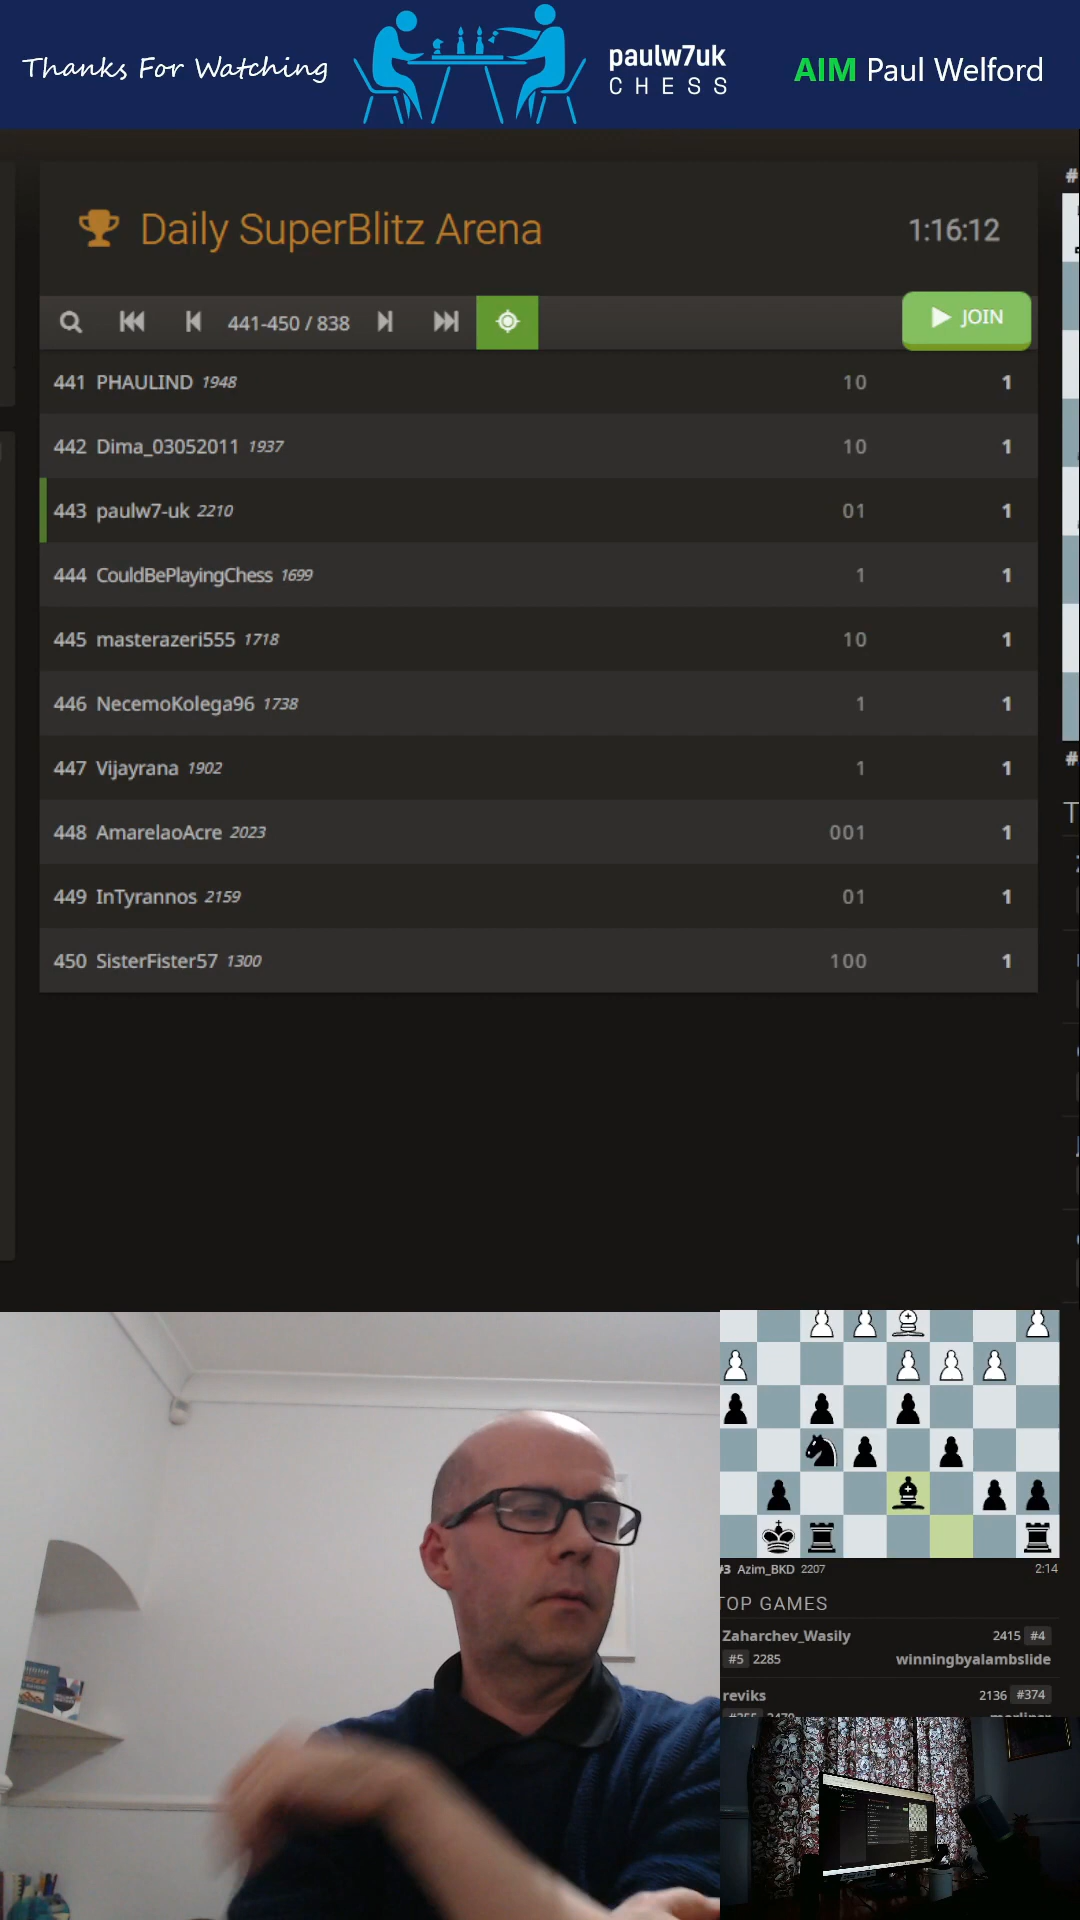 Thanks For Watching
paulw7uk
CHESS
AIM Paul Welford
Daily SuperBlitz Arena
1:16:12
441-450 / 838
JOIN
441 PHAULIND 1948 10 1
442 Dima_03052011 1937 10 1
443 paulw7-uk 2210 01 1
444 CouldBePlayingChess 1699 1 1
445 masterazeri555 1718 10 1
446 NecemoKolega96 1738 1 1
447 Vijayrana 1902 1 1
448 AmarelaoAcre 2023 001 1
449 InTyrannos 2159 01 1
450 SisterFister57 1300 100 1
#3 Azim_BKD 2207 2:14
TOP GAMES
Zaharchev_Wasily 2415 #4
#5 2285 winningbyalambslide
reviks 2136 #374